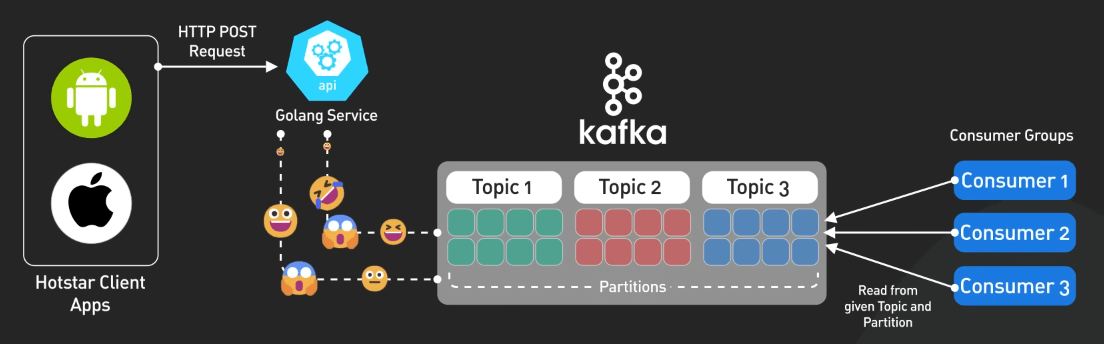 HTTP POST
Request
api
Golang Service
Hotstar Client
Apps
kafka
Topic 1
Topic 2
Topic 3
Partitions
Consumer Groups
Consumer 1
Consumer 2
Consumer 3
Read from
given Topic and
Partition